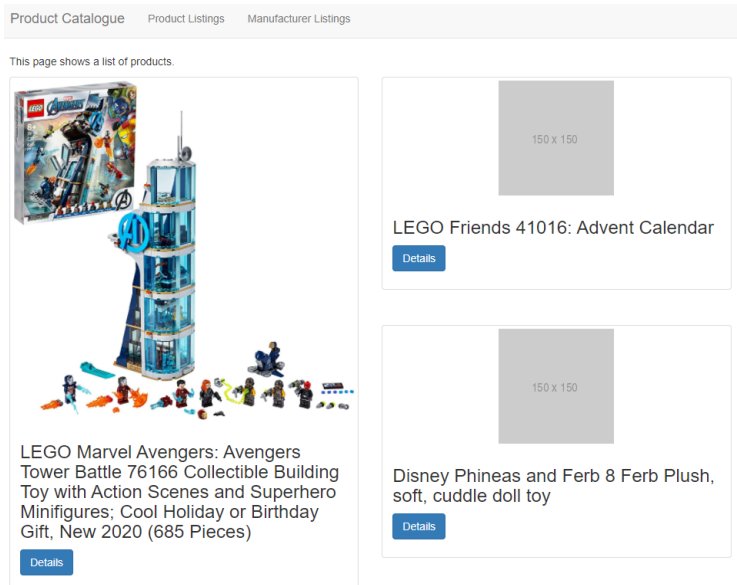 Product Catalogue Product Listings Manufacturer Listings
This page shows a list of products.
LEGO
AVENGERS
LEGO Marvel Avengers: Avengers
Tower Battle 76166 Collectible Building
Toy with Action Scenes and Superhero
Minifigures; Cool Holiday or Birthday
Gift, New 2020 (685 Pieces)
Details
150 x 150
LEGO Friends 41016: Advent Calendar
Details
150 x 150
Disney Phineas and Ferb 8 Ferb Plush,
soft, cuddle doll toy
Details